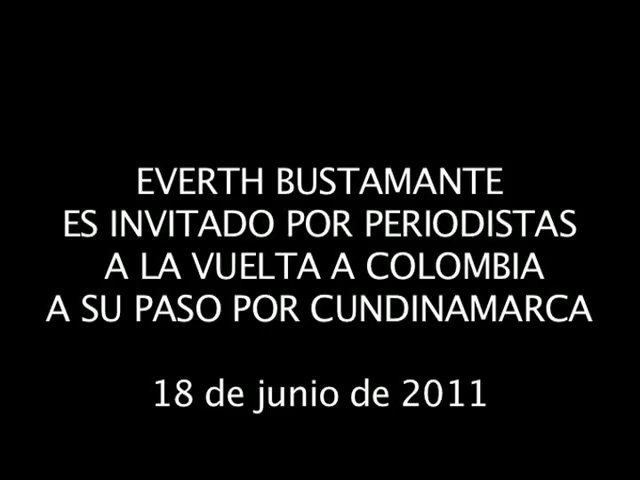 EVERTH BUSTAMANTE
ES INVITADO POR PERIODISTAS
A LA VUELTA A COLOMBIA
A SU PASO POR CUNDINAMARCA
18 de junio de 2011